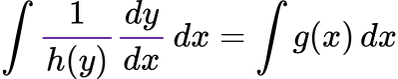 ∫ 1/h(y) dy/dx dx = ∫ g(x) dx